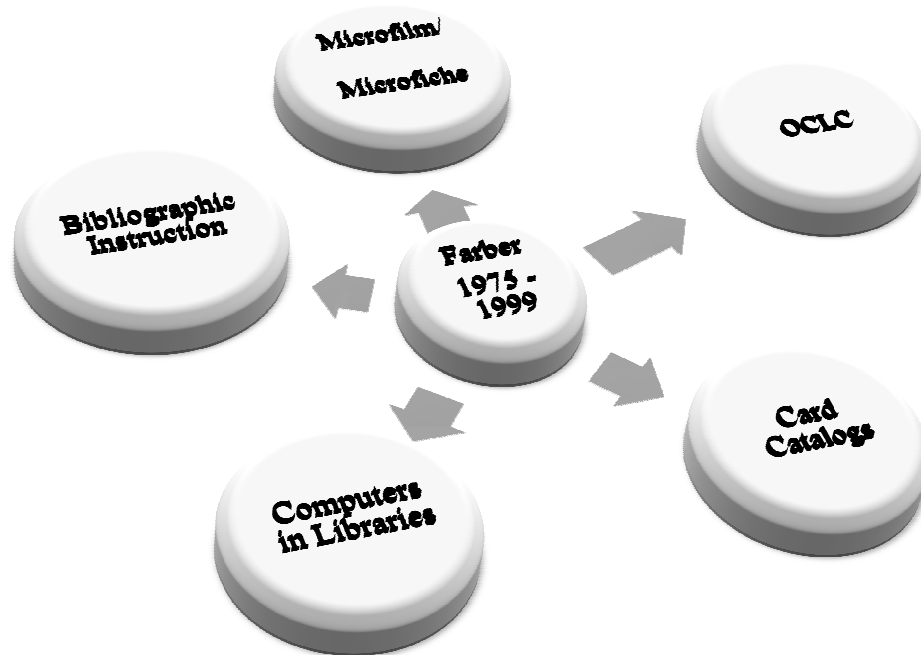 Microfilm/
Microfiche
OCLC
Bibliographic
Instruction
Farber
1975 -
1999
Card
Catalogs
Computers
in Libraries